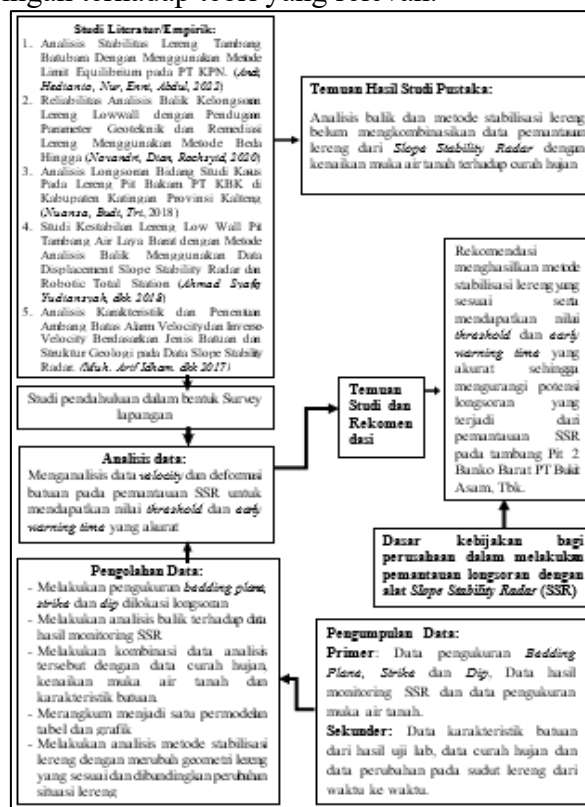 ngan terhadap teori yang relevan.
Studi Literatur/Empirik:
1. Analisis Stabilitas Lereng Tambang
Batubara Dengan Menggunakan Metode
Limit Equilibrium pada PT KPN. (Andi,
Hedianto, Nur, Enni, Abdul, 2022)
2. Reliabilitas Analisis Balik Kelongsoran
Lereng Lowwall dengan Pendugaan
Parameter Geoteknik dan Remediasi
Lereng Menggunakan Metode Beda
Hingga (Novandri, Dian, 2020)
3. Analisis Longsoran Bidang Studi Kasus
Pada Lereng Pit Bakam PT KBK di
Kabupaten Katingan Provinsi Kalteng
(Nuansa, Budi, Tri, 2018)
4. Studi Kestabilan Lereng Low Wall Pit
Tambang Air Laya Barat dengan Metode
Analisis Balik Menggunakan Data
Displacement Slope Stability Radar dan
Robotic Total Station (Ahmad Syafiq
Yudiansyah, dkk 2018)
5. Analisis Karakteristik dan Penentuan
Ambang Batas Alarm Velocity dan Inverse
Velocity Berdasarkan Jenis Batuan dan
Struktur Geologi pada Data Slope Stability
Radar. (Muh. Arif Idham. dkk 2017)
Temuan Hasil Studi Pustaka:
Analisis balik dan metode stabilisasi lereng
belum mengkombinasikan data pemantauan
lereng dari Slope Stability Radar dengan
kenaikan muka air tanah terhadap curah hujan
Studi pendahuluan dalam bentuk Survey
lapangan
Analisis data:
Menganalisis data velocity dan deformasi
batuan pada pemantauan SSR untuk
mendapatkan nilai threshold dan early
warning time yang akurat
Temuan
Studi dan
Rekomen
dasi
Rekomendasi
menghasilkan metode
stabilisasi lereng yang
sesuai serta
mendapatkan nilai
threshold dan early
warning time yang
akurat sehingga
mengurangi potensi
longsoran yang
terjadi dari
pemantauan SSR
pada tambang Pit 2
Banko Barat PT Bukit
Asam, Tbk.
Dasar kebijakan bagi
perusahaan dalam melakukan
pemantauan longsoran dengan
alat Slope Stability Radar (SSR)
Pengolahan Data:
- Melakukan pengukuran bedding plane,
strike dan dip dilokasi longsoran
- Melakukan analisis balik terhadap data
hasil monitoring SSR
- Melakukan kombinasi data analisis
tersebut dengan data curah hujan,
kenaikan muka air tanah dan
karakteristik batuan.
- Merangkum menjadi satu permodelan
tabel dan grafik
- Melakukan analisis metode stabilisasi
lereng dengan merubah geometri lereng
yang sesuai dan dibandingkan perubahan
situasi lereng
Pengumpulan Data:
Primer: Data pengukuran Bedding
Plane, Strike dan Dip, Data hasil
monitoring SSR dan data pengukuran
muka air tanah.
Sekunder: Data karakteristik batuan
dari hasil uji lab, data curah hujan dan
data perubahan pada sudut lereng dari
waktu ke waktu.